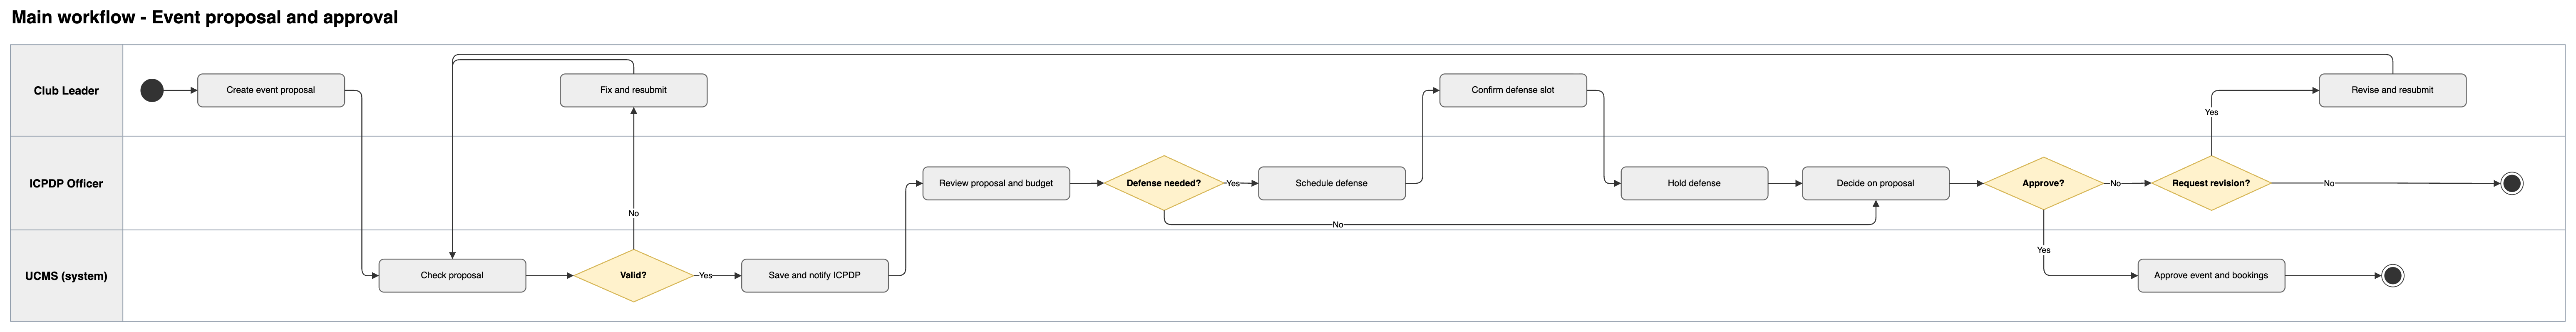 Main workflow - Event proposal and approval
Club Leader
Create event proposal
Fix and resubmit
Confirm defense slot
Revise and resubmit
Yes
ICPDP Officer
Review proposal and budget
Defense needed?
Yes
Schedule defense
Hold defense
Decide on proposal
Approve?
No
Request revision?
No
No
No
UCMS (system)
Check proposal
Valid?
Yes
Save and notify ICPDP
Yes
Approve event and bookings